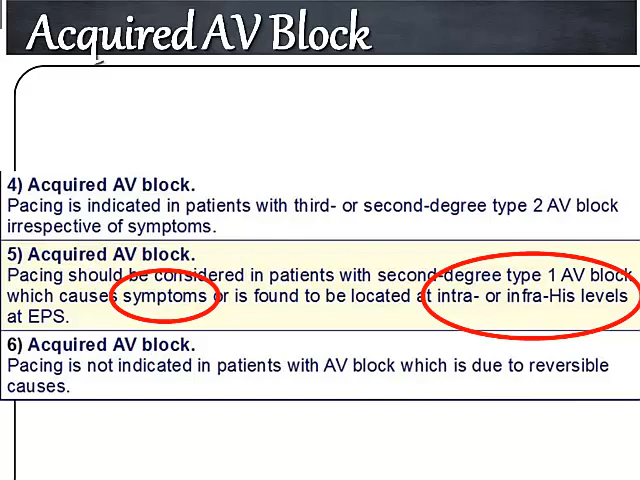 Acquired AV Block
4) Acquired AV block.
Pacing is indicated in patients with third- or second-degree type 2 AV block
irrespective of symptoms.
5) Acquired AV block.
Pacing should be considered in patients with second-degree type 1 AV block
which causes symptoms or is found to be located at intra- or infra-His levels
at EPS.
6) Acquired AV block.
Pacing is not indicated in patients with AV block which is due to reversible
causes.